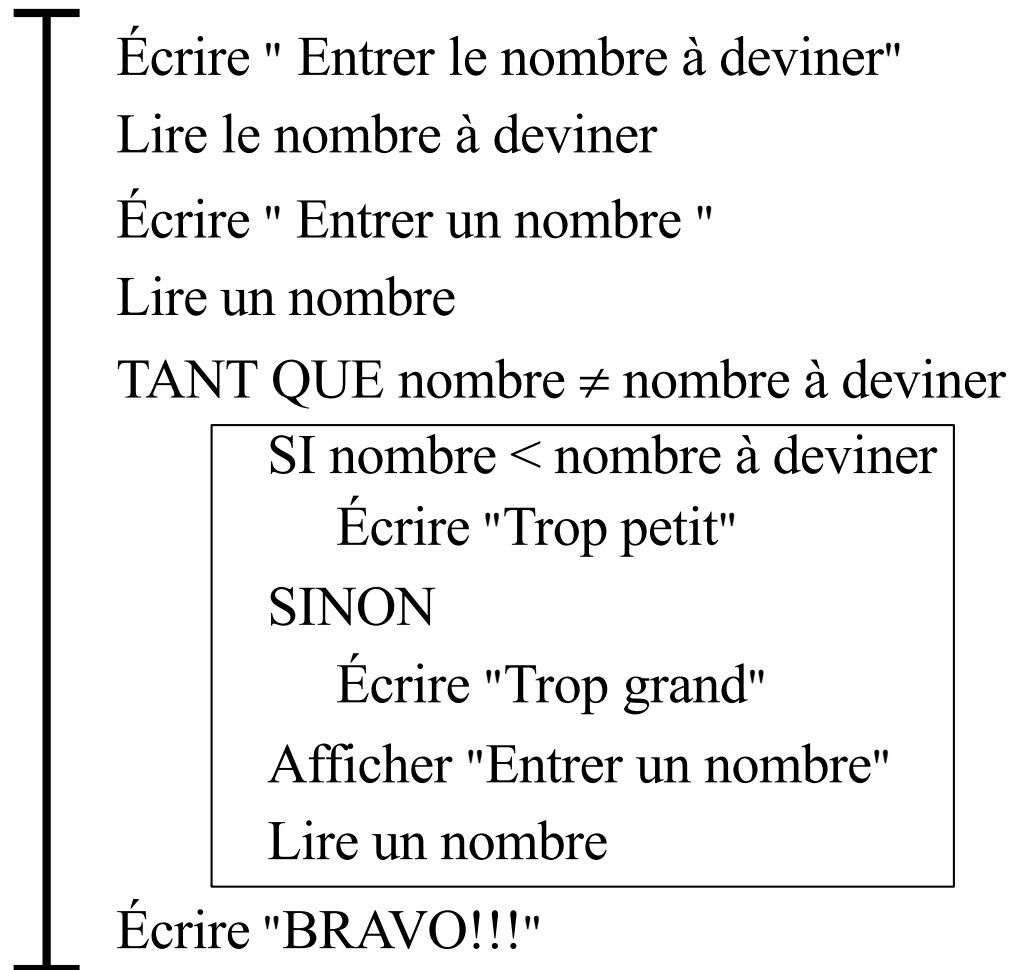 Écrire " Entrer le nombre à deviner"
Lire le nombre à deviner
Écrire " Entrer un nombre "
Lire un nombre
TANT QUE nombre ≠ nombre à deviner
SI nombre < nombre à deviner
Écrire "Trop petit"
SINON
Écrire "Trop grand"
Afficher "Entrer un nombre"
Lire un nombre
Écrire "BRAVO!!!"